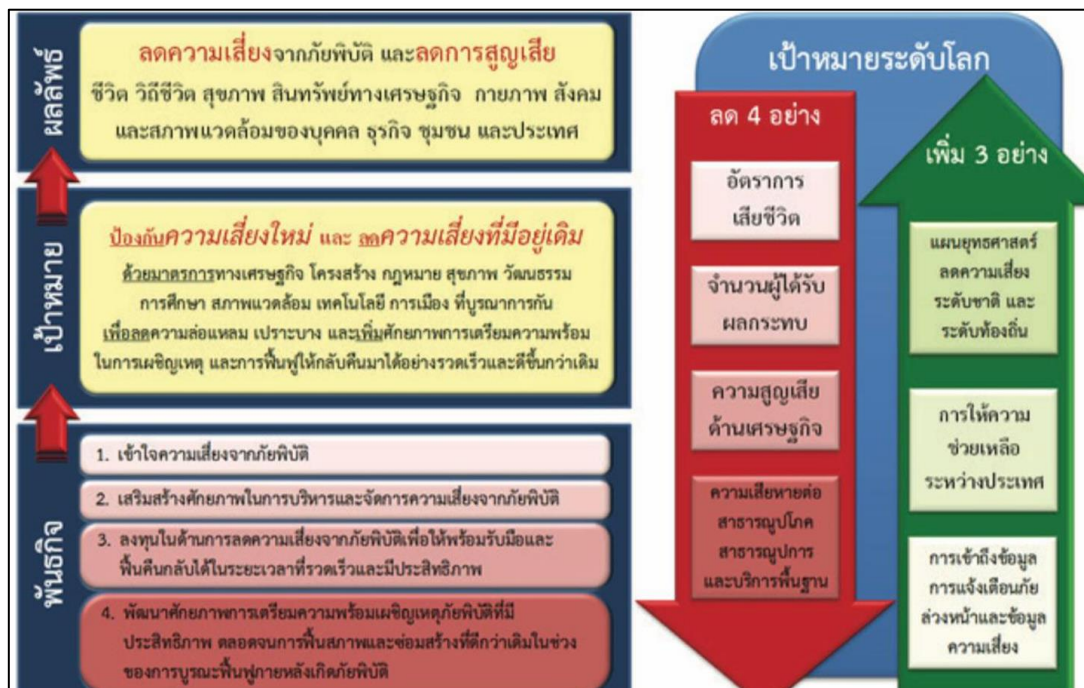 ผลลัพธ์
ลดความเสี่ยงจากภัยพิบัติ และลดการสูญเสีย
ชีวิต วิถีชีวิต สุขภาพ สินทรัพย์ทางเศรษฐกิจ กายภาพ สังคม
และสภาพแวดล้อมของบุคคล ธุรกิจ ชุมชน และประเทศ
เป้าหมาย
ป้องกันความเสี่ยงใหม่ และ ลดความเสี่ยงที่มีอยู่เดิม
ด้วยมาตรการทางเศรษฐกิจ โครงสร้าง กฎหมาย สุขภาพ วัฒนธรรม
การศึกษา สภาพแวดล้อม เทคโนโลยี การเมือง ที่บูรณาการกัน
เพื่อลดความล่อแหลม เปราะบาง และเพิ่มศักยภาพการเตรียมความพร้อม
ในการเผชิญเหตุ และการฟื้นฟูให้กลับคืนมาได้อย่างรวดเร็วและดีขึ้นกว่าเดิม
พันธกิจ
1. เข้าใจความเสี่ยงจากภัยพิบัติ
2. เสริมสร้างศักยภาพในการบริหารและจัดการความเสี่ยงจากภัยพิบัติ
3. ลงทุนในด้านการลดความเสี่ยงจากภัยพิบัติเพื่อให้พร้อมรับมือและ
ฟื้นคืนกลับได้ในระยะเวลาที่รวดเร็วและมีประสิทธิภาพ
4. พัฒนาศักยภาพการเตรียมความพร้อมเผชิญเหตุภัยพิบัติที่มี
ประสิทธิภาพ ตลอดจนการฟื้นสภาพและซ่อมสร้างที่ดีกว่าเดิมในช่วง
ของการบูรณะฟื้นฟูภายหลังเกิดภัยพิบัติ
เป้าหมายระดับโลก
ลด 4 อย่าง
อัตราการ
เสียชีวิต
จำนวนผู้ได้รับ
ผลกระทบ
ความสูญเสีย
ด้านเศรษฐกิจ
ความเสียหายต่อ
สาธารณูปโภค
สาธารณูปการ
และบริการพื้นฐาน
เพิ่ม 3 อย่าง
แผนยุทธศาสตร์
ลดความเสี่ยง
ระดับชาติ และ
ระดับท้องถิ่น
การให้ความ
ช่วยเหลือ
ระหว่างประเทศ
การเข้าถึงข้อมูล
การแจ้งเตือนภัย
ล่วงหน้าและข้อมูล
ความเสี่ยง